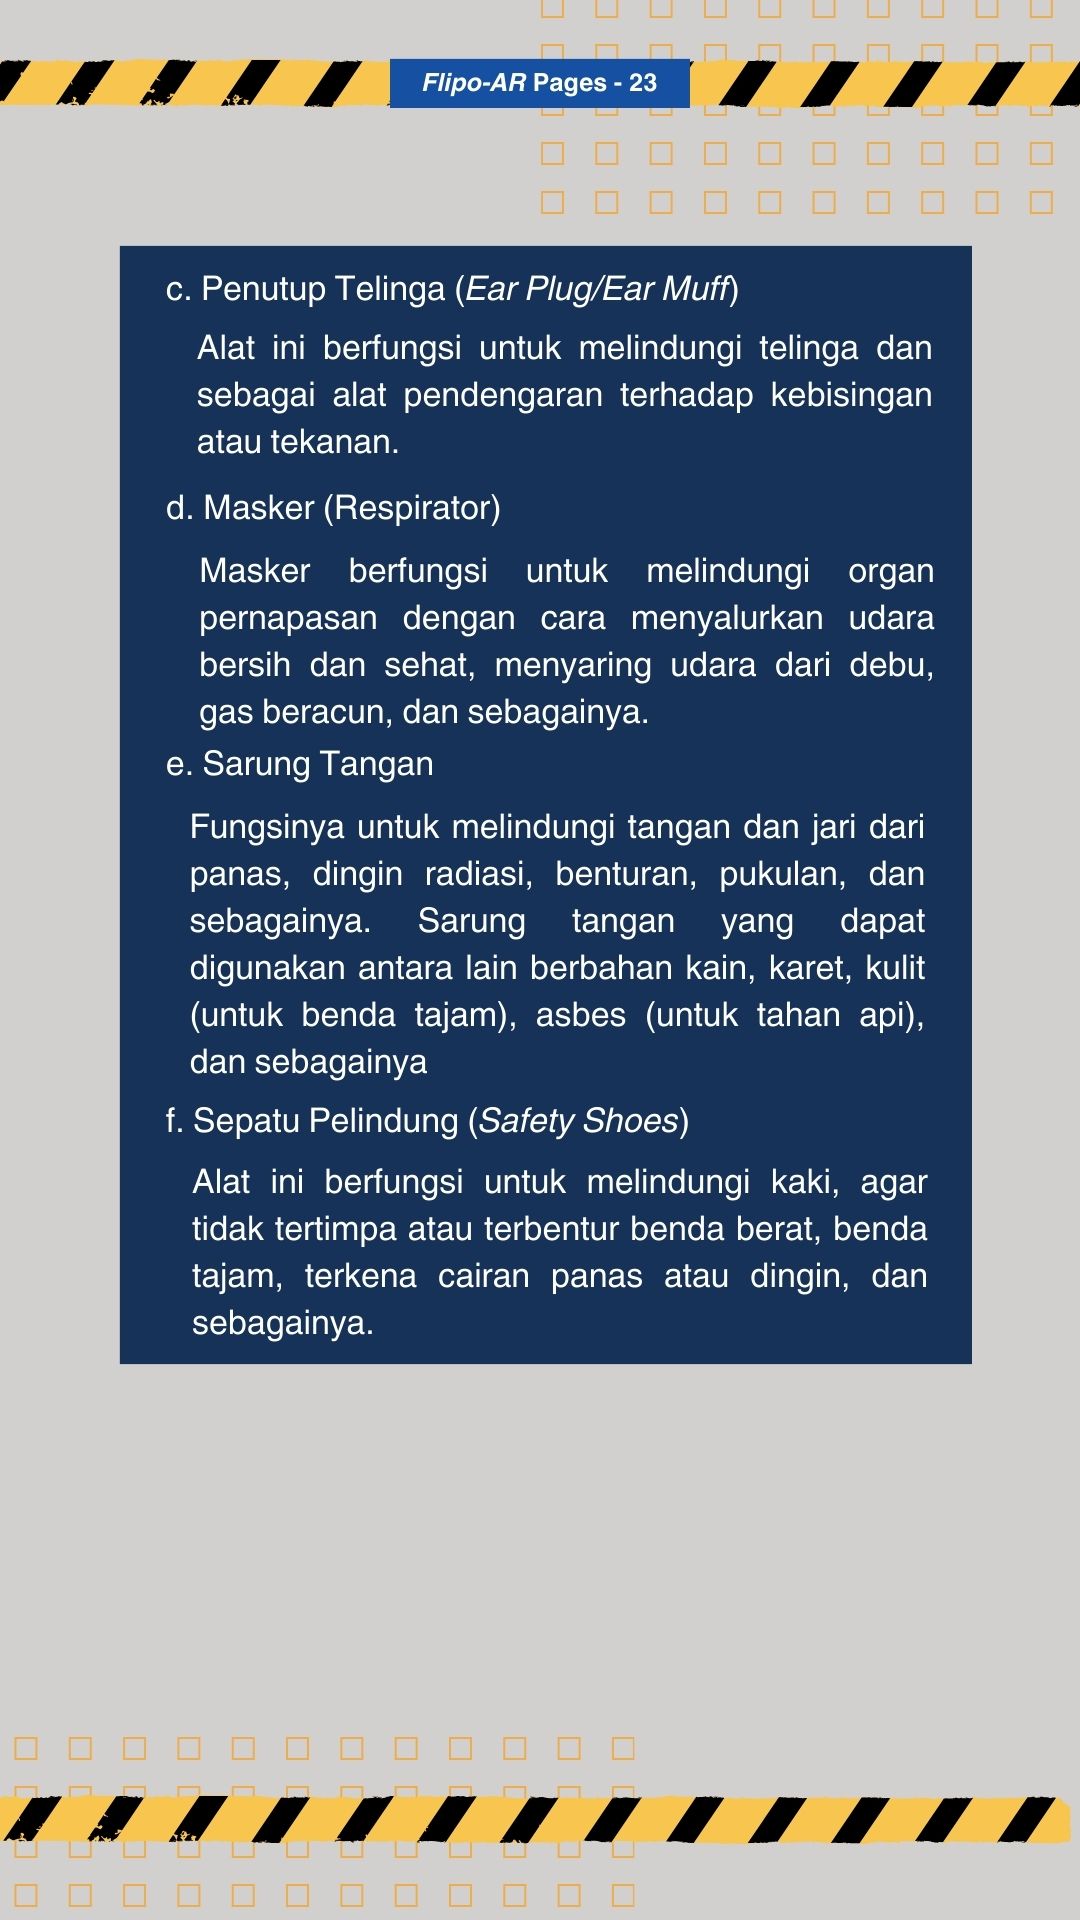 Flipo-AR Pages - 23
c. Penutup Telinga (Ear Plug/Ear Muff)
Alat ini berfungsi untuk melindungi telinga dan
sebagai alat pendengaran terhadap kebisingan
atau tekanan.
d. Masker (Respirator)
Masker berfungsi untuk melindungi organ
pernapasan dengan cara menyalurkan udara
bersih dan sehat, menyaring udara dari debu,
gas beracun, dan sebagainya.
e. Sarung Tangan
Fungsinya untuk melindungi tangan dan jari dari
panas, dingin radiasi, benturan, pukulan, dan
sebagainya. Sarung tangan yang dapat
digunakan antara lain berbahan kain, karet, kulit
(untuk benda tajam), asbes (untuk tahan api),
dan sebagainya
f. Sepatu Pelindung (Safety Shoes)
Alat ini berfungsi untuk melindungi kaki, agar
tidak tertimpa atau terbentur benda berat, benda
tajam, terkena cairan panas atau dingin, dan
sebagainya.